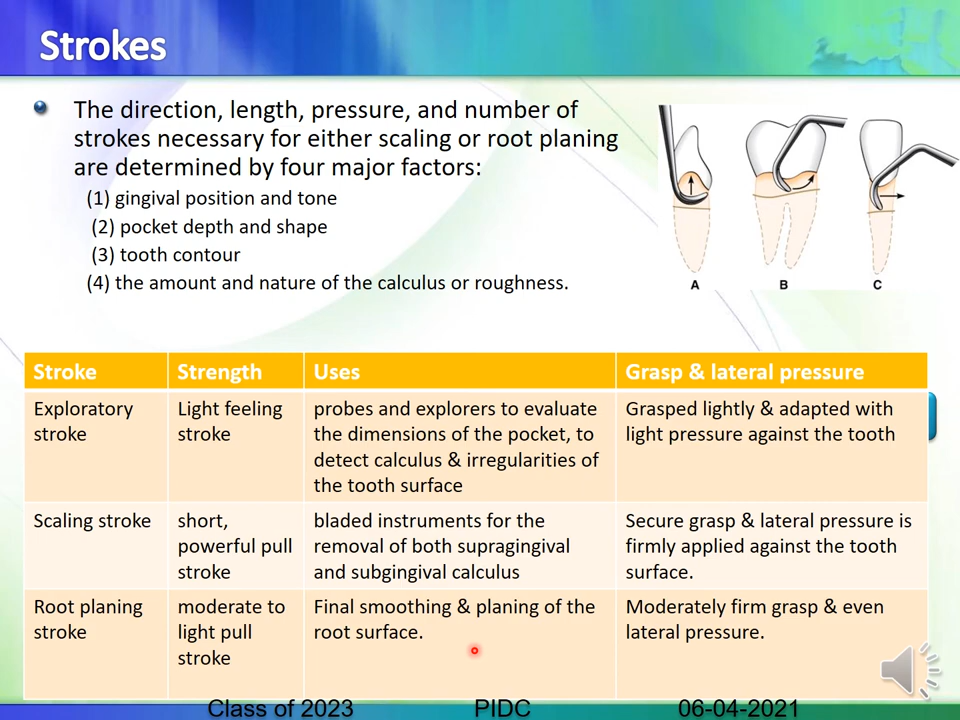 Strokes
The direction, length, pressure, and number of
strokes necessary for either scaling or root planing
are determined by four major factors:
(1) gingival position and tone
(2) pocket depth and shape
(3) tooth contour
(4) the amount and nature of the calculus or roughness.
A B C
Stroke Strength Uses Grasp & lateral pressure
Exploratory stroke
Light feeling stroke
probes and explorers to evaluate
the dimensions of the pocket, to
detect calculus & irregularities of
the tooth surface
Grasped lightly & adapted with
light pressure against the tooth
Scaling stroke
short,
powerful pull
stroke
bladed instruments for the
removal of both supragingival
and subgingival calculus
Secure grasp & lateral pressure is
firmly applied against the tooth
surface.
Root planing
stroke
moderate to
light pull
stroke
Final smoothing & planing of the
root surface.
Moderately firm grasp & even
lateral pressure.
Class of 2023 PIDC 06-04-2021